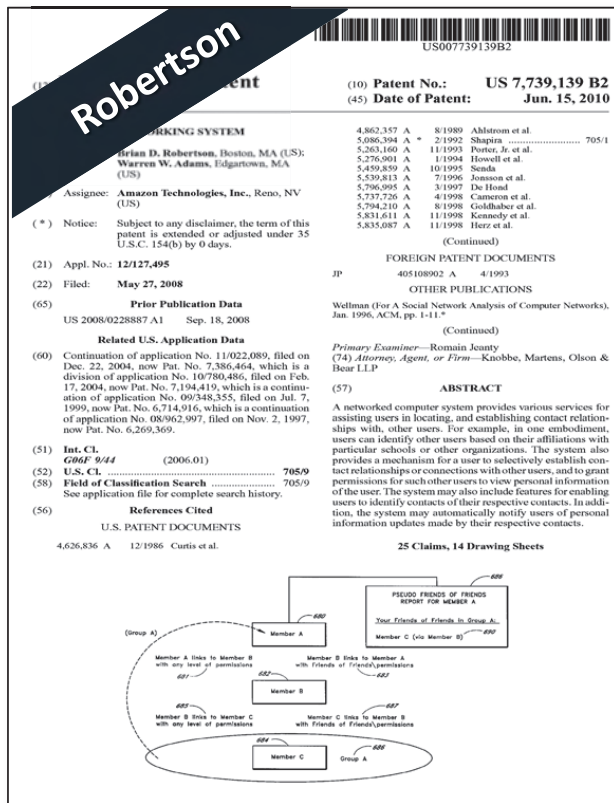 Robertson
US007739139B2
(10) Patent No.: US 7,739,139 B2
(45) Date of Patent: Jun. 15, 2010
SYSTEM
Brian D. Robertson, Boston, MA (US);
Warren W. Adams, Edgartown, MA
(US)
Assignee: Amazon Technologies, Inc., Reno, NV
(US)
( * ) Notice: Subject to any disclaimer, the term of this
patent is extended or adjusted under 35
U.S.C. 154(b) by 0 days.
(21) Appl. No.: 12/127,495
(22) Filed: May 27, 2008
(65) Prior Publication Data
US 2008/0228887 A1 Sep. 18, 2008
Related U.S. Application Data
(60) Continuation of application No. 11/022,089, filed on
Dec. 22, 2004, now Pat. No. 7,386,464, which is a
division of application No. 10/780,486, filed on Feb.
17, 2004, now Pat. No. 7,194,419, which is a continu-
ation of application No. 09/348,355, filed on Jul. 7,
1999, now Pat. No. 6,714,916, which is a continuation
of application No. 08/962,997, filed on Nov. 2, 1997,
now Pat. No. 6,269,369.
(51) Int. Cl.
G06F 9/44 (2006.01)
(52) U.S. Cl. ........ 705/9
(58) Field of Classification Search ........ 705/9
See application file for complete search history.
(56) References Cited
U.S. PATENT DOCUMENTS
4,626,836 A 12/1986 Curtis et al.
4,862,357 A 8/1989 Ahlstrom et al.
5,086,394 A * 2/1992 Shapira ........ 705/1
5,263,160 A 11/1993 Porter, Jr. et al.
5,276,901 A 1/1994 Howell et al.
5,459,859 A 10/1995 Senda
5,539,813 A 7/1996 Jonsson et al.
5,796,995 A 3/1997 De Hond
5,737,726 A 4/1998 Cameron et al.
5,794,210 A 8/1998 Goldhaber et al.
5,831,611 A 11/1998 Kennedy et al.
5,835,087 A 11/1998 Herz et al.
(Continued)
FOREIGN PATENT DOCUMENTS
JP 405108902 A 4/1993
OTHER PUBLICATIONS
Wellman (For A Social Network Analysis of Computer Networks),
Jan. 1996, ACM, pp. 1-11.*
(Continued)
Primary Examiner—Romain Jeanty
(74) Attorney, Agent, or Firm—Knobbe, Martens, Olson &
Bear LLP
(57) ABSTRACT
A networked computer system provides various services for
assisting users in locating, and establishing contact relation-
ships with, other users. For example, in one embodiment,
users can identify other users based on their affiliations with
particular schools or other organizations. The system also
provides a mechanism for a user to selectively establish con-
tact relationships or connections with other users, and to grant
permissions for such other users to view personal information
of the user. The system may also include features for enabling
users to identify contacts of their respective contacts. In addi-
tion, the system may automatically notify users of personal
information updates made by their respective contacts.
25 Claims, 14 Drawing Sheets
689
PSEUDO FRIENDS OF FRIENDS
REPORT FOR MEMBER A
Your Friends of Friends in Group A:
Member C (via Member B) 690
680
(Group A)
Member A
Member A links to Member B
with any level of permissions
681
Member B links to Member A
with Friends of Friends\permissions
683
682
Member B
685
Member B links to Member C
with any level of permissions
687
Member C links to Member B
with Friends of Friends\permissions
684
Member C
686
Group A